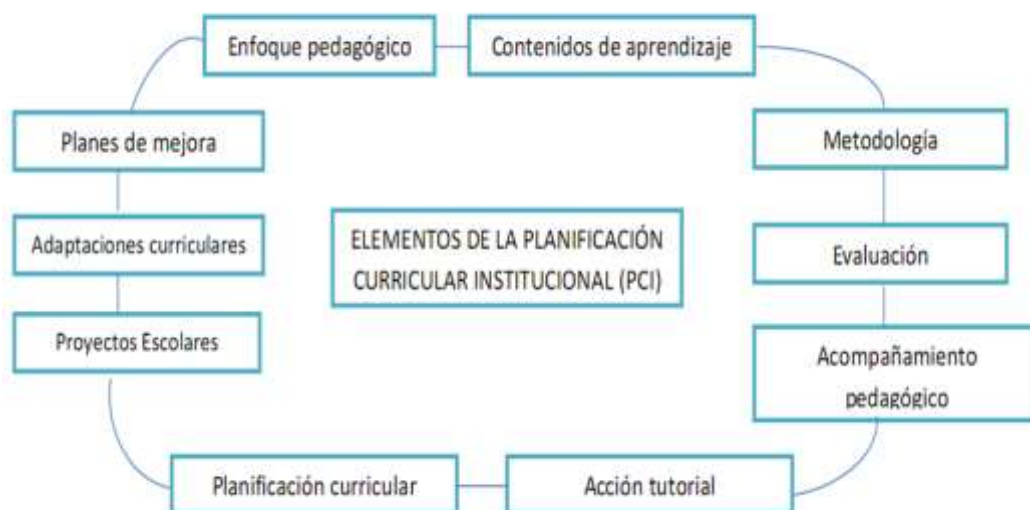 Enfoque pedagógico
Contenidos de aprendizaje
Planes de mejora
Metodología
Adaptaciones curriculares
ELEMENTOS DE LA PLANIFICACIÓN
CURRICULAR INSTITUCIONAL (PCI)
Evaluación
Proyectos Escolares
Acompañamiento
pedagógico
Planificación curricular
Acción tutorial